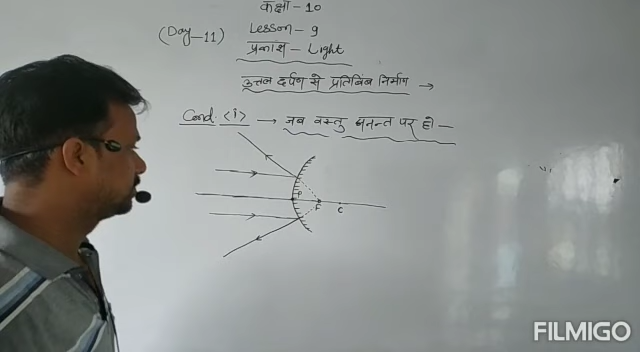 कक्षा - 10
(Day-11) Lesson - 9
प्रकाश - Light
उत्तल दर्पण से प्रतिबिंब निर्माण →
Cond. <i> → जब वस्तु अनन्त पर हो -
P
F
C
FILMIGO